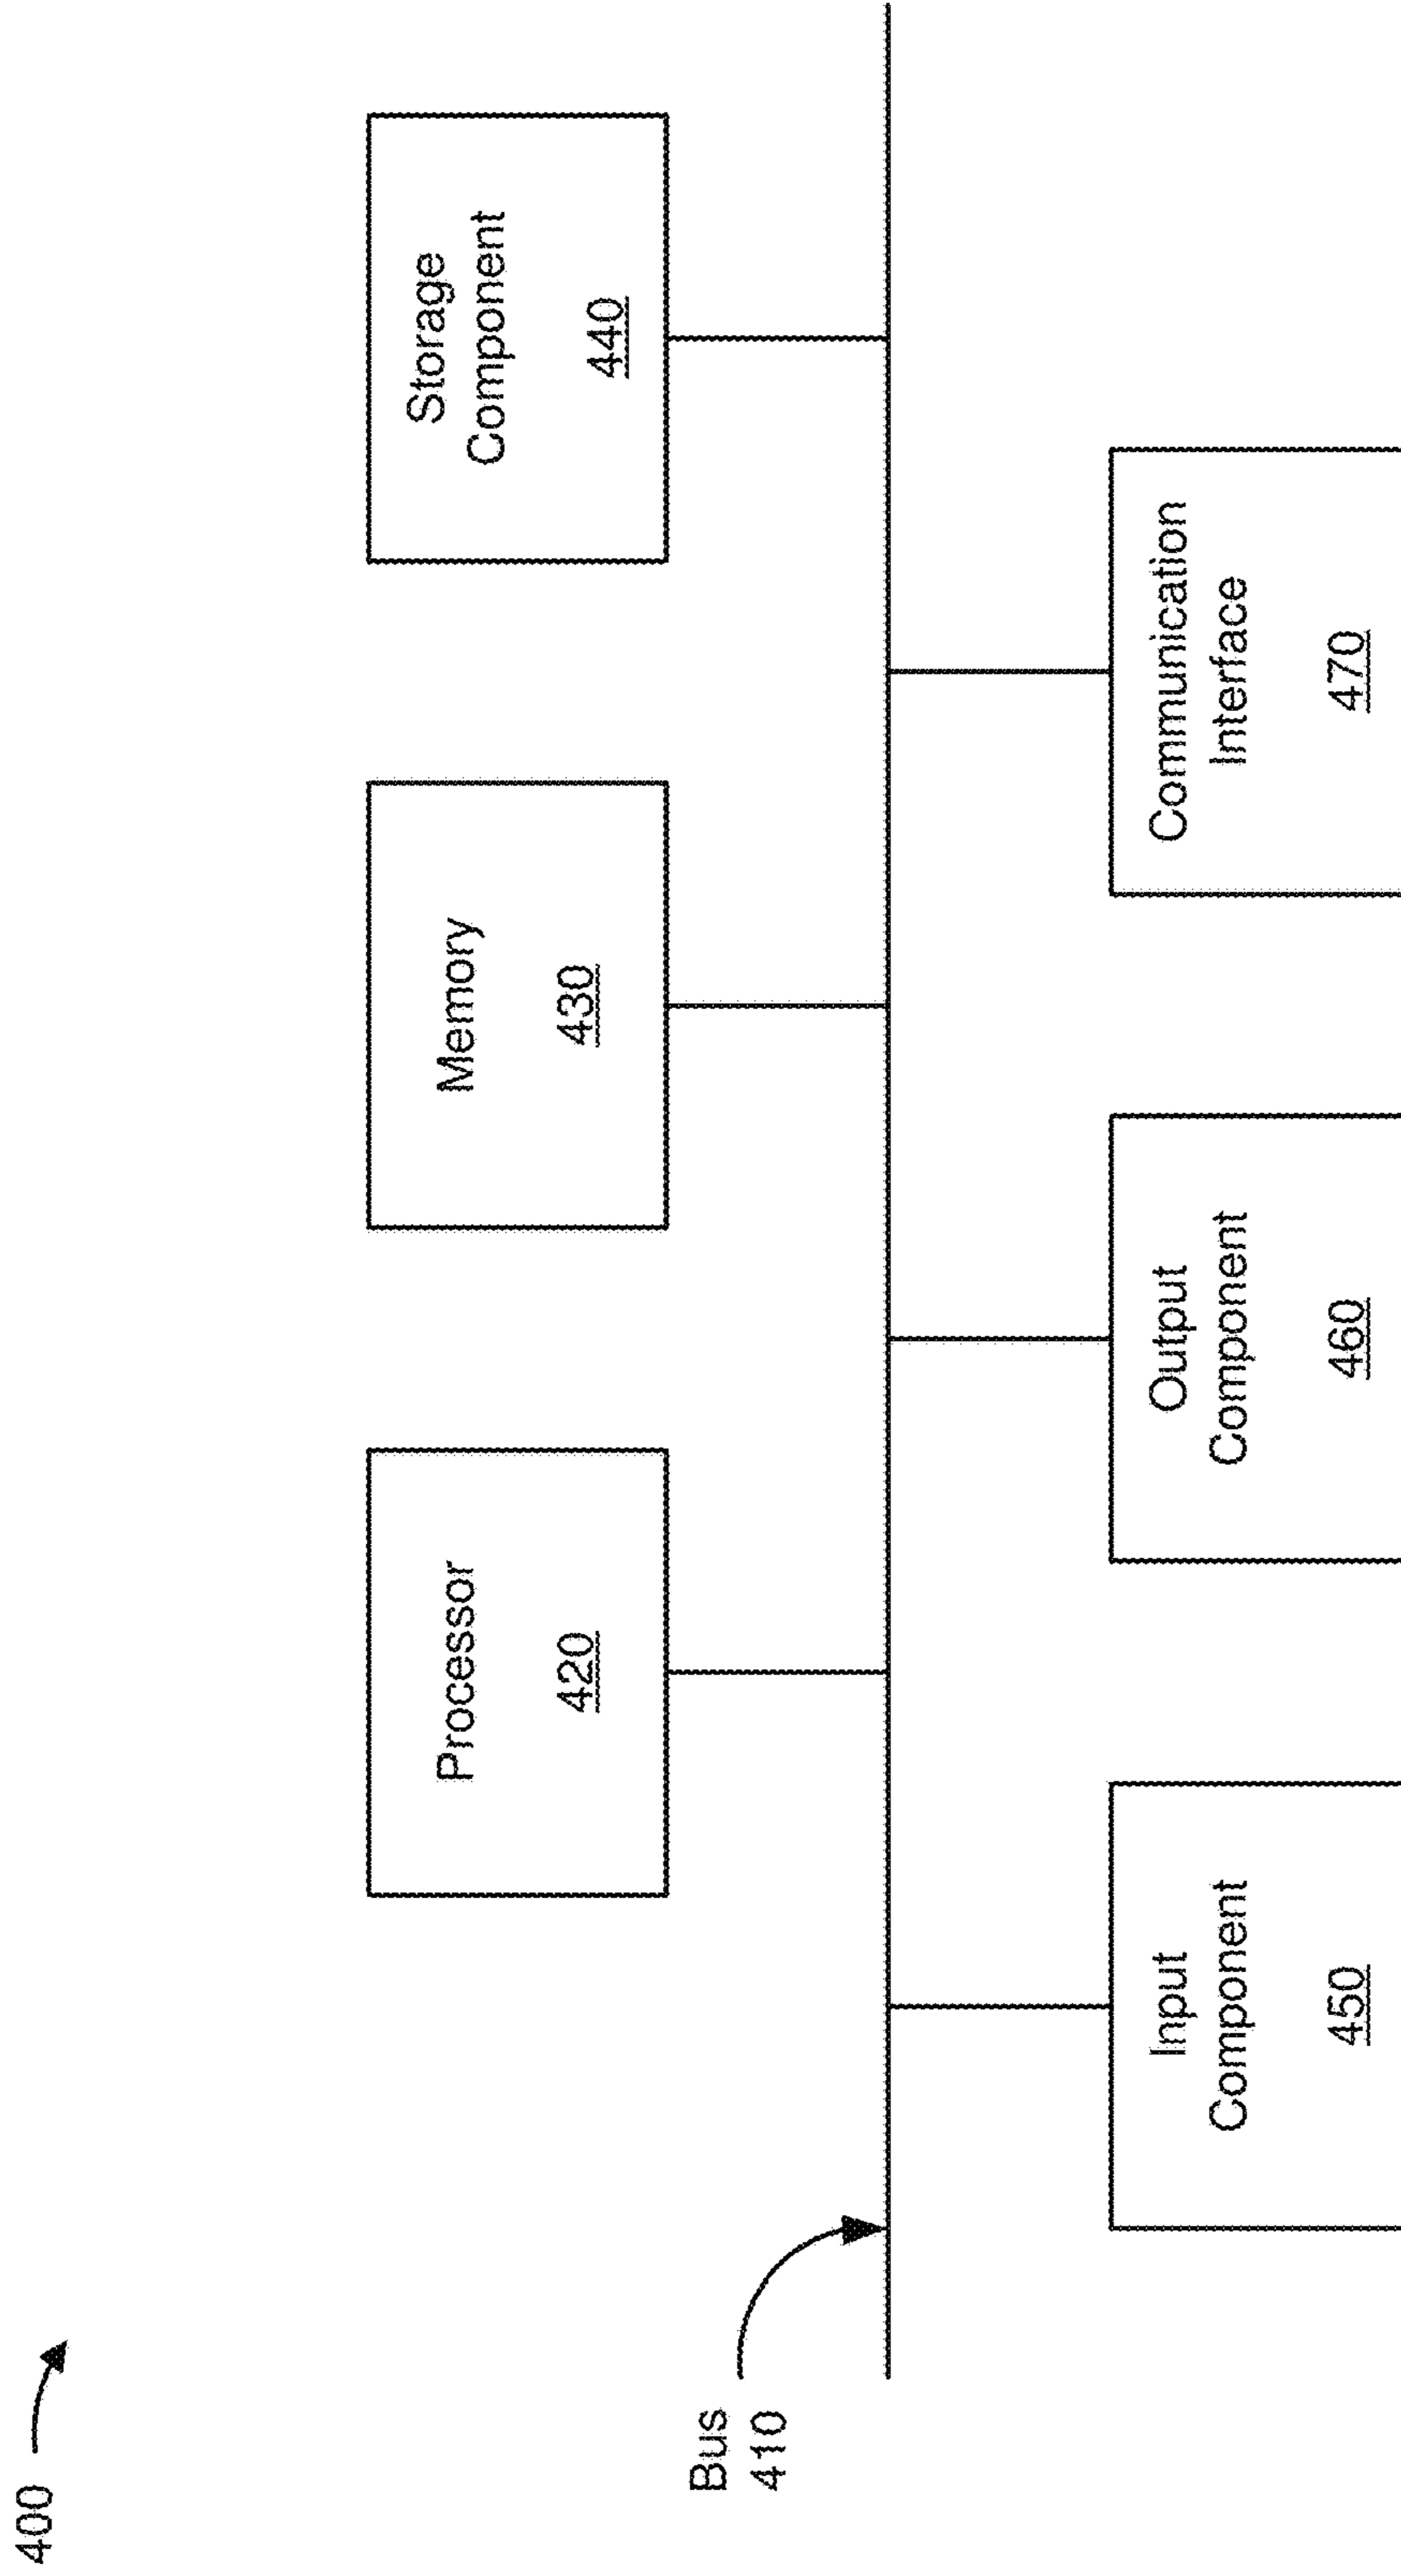 400
Processor
420
Memory
430
Storage
Component
440
Bus
410
Input
Component
450
Output
Component
460
Communication
Interface
470